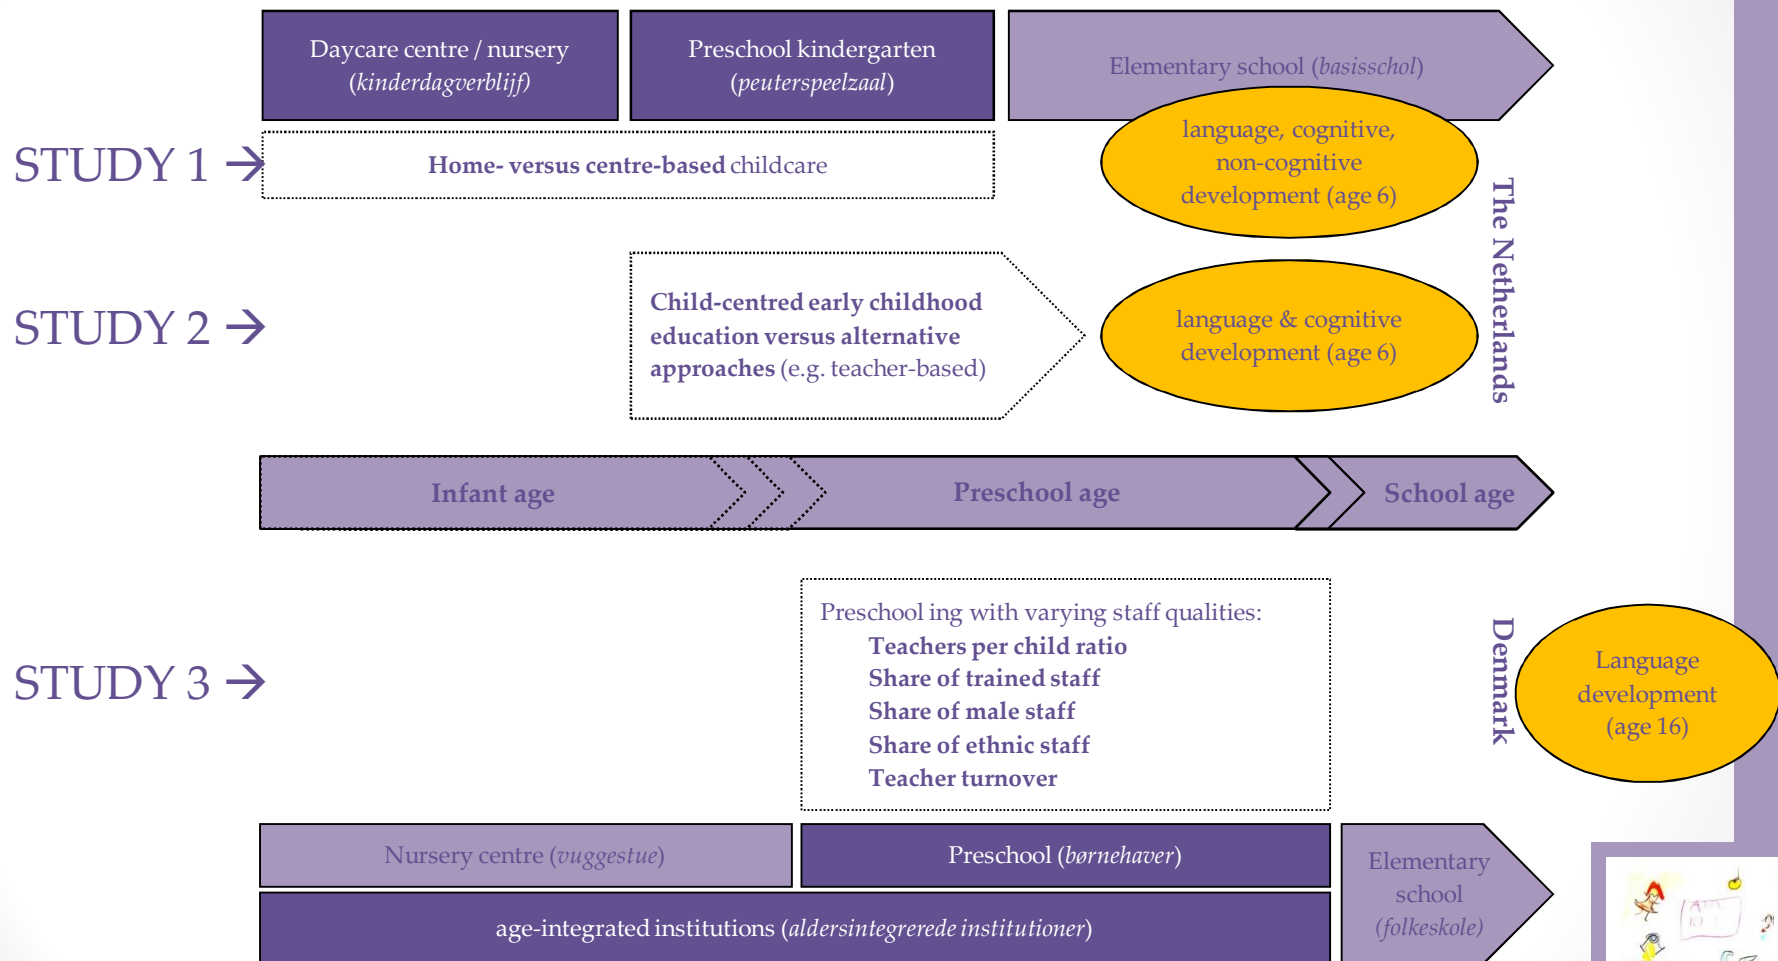 Daycare centre / nursery
(kinderdagverblijf)
Preschool kindergarten
(peuterspeelzaal)
Elementary school (basisschol)
STUDY 1 →
Home- versus centre-based childcare
language, cognitive,
non-cognitive
development (age 6)
The Netherlands
STUDY 2 →
Child-centred early childhood
education versus alternative
approaches (e.g. teacher-based)
language & cognitive
development (age 6)
Infant age
Preschool age
School age
STUDY 3 →
Preschool ing with varying staff qualities:
Teachers per child ratio
Share of trained staff
Share of male staff
Share of ethnic staff
Teacher turnover
Denmark
Language
development
(age 16)
Nursery centre (vuggestue)
Preschool (børnehaver)
Elementary
school
(folkeskole)
age-integrated institutions (aldersintegrerede institutioner)